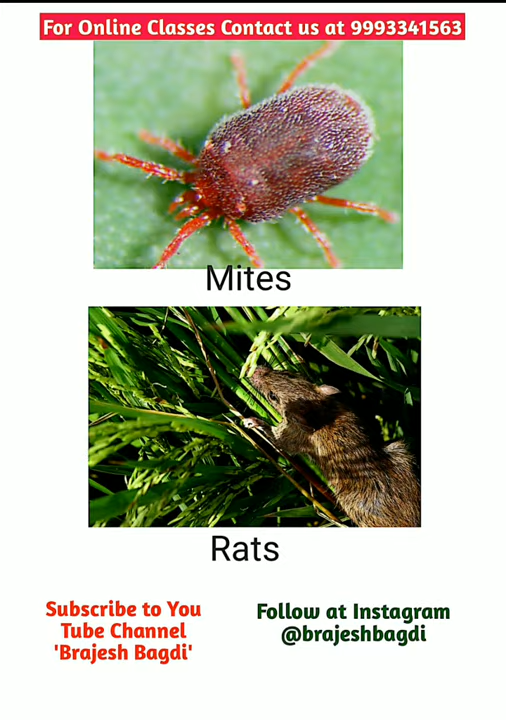 For Online Classes Contact us at 9993341563
Mites
Rats
Subscribe to You
Tube Channel
'Brajesh Bagdi'
Follow at Instagram
@brajeshbagdi